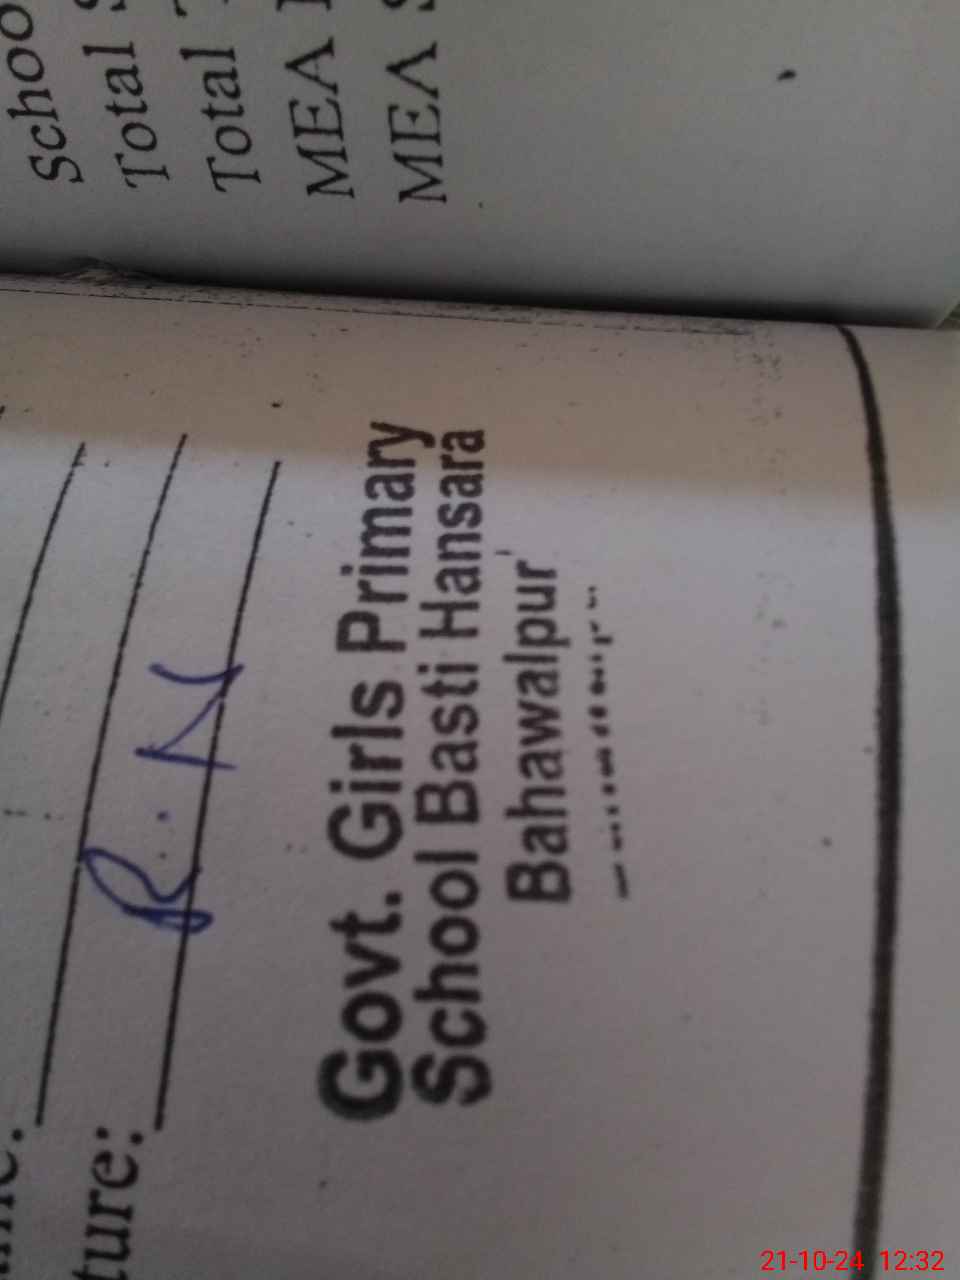 Schoo
Total S
Total
MEA
MEA S
ture:
R. N
Govt. Girls Primary
School Basti Hansara
Bahawalpur
21-10-24 12:32